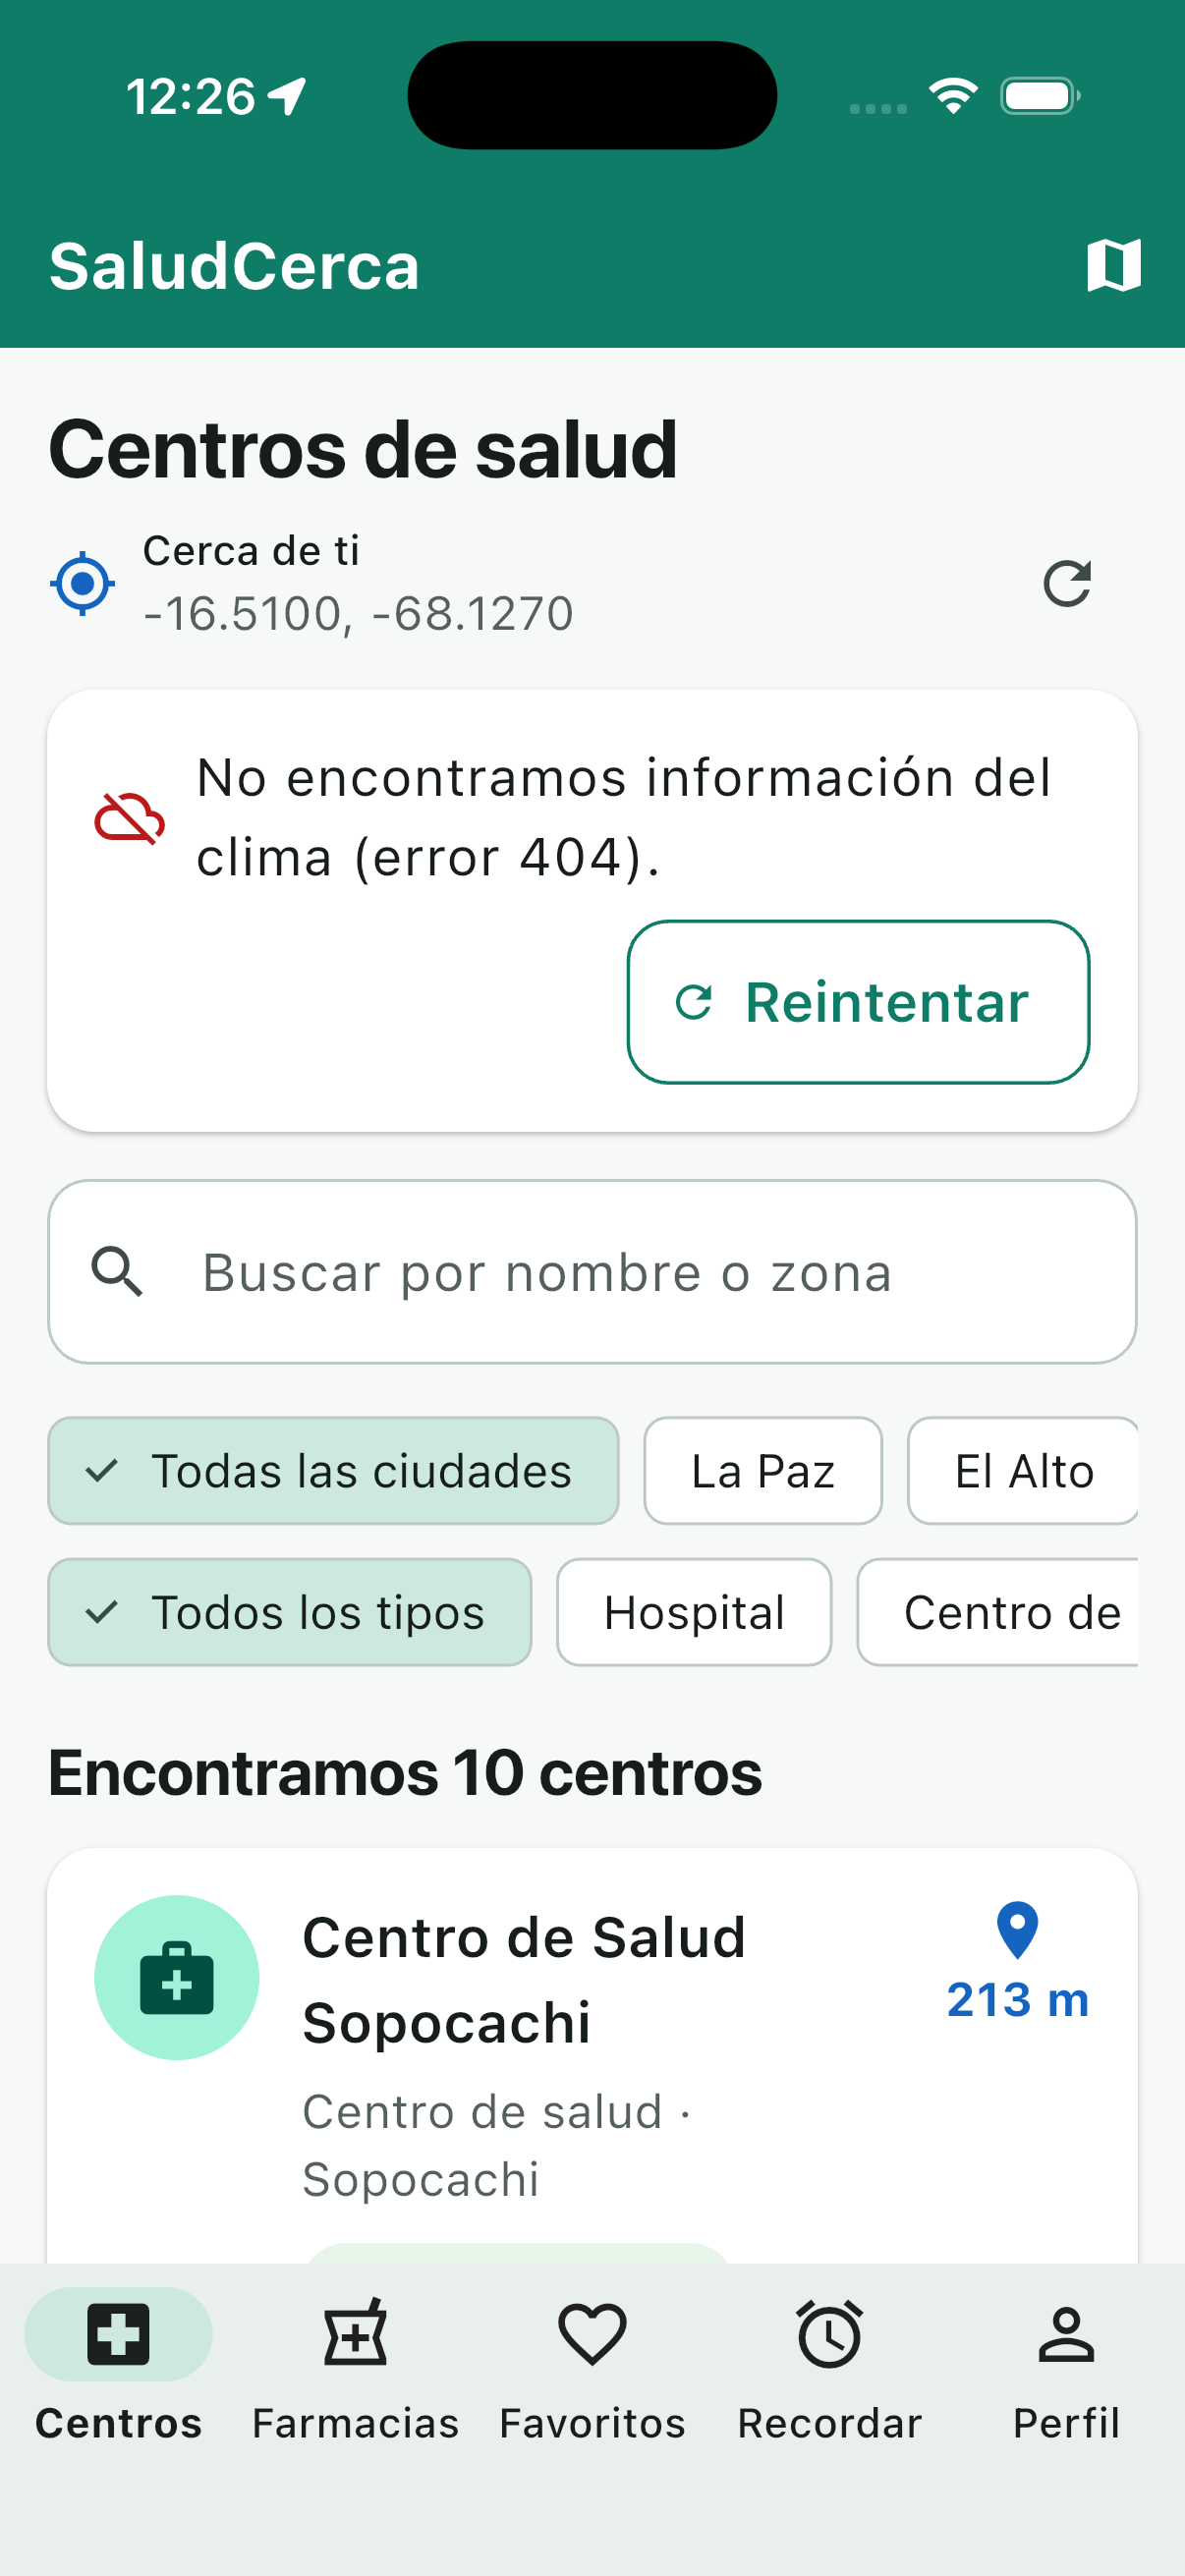 12:26
SaludCerca
Centros de salud
Cerca de ti
-16.5100, -68.1270
No encontramos información del
clima (error 404).
Reintentar
Buscar por nombre o zona
Todas las ciudades
La Paz
El Alto
Todos los tipos
Hospital
Centro de
Encontramos 10 centros
Centro de Salud
Sopocachi
213 m
Centro de salud ·
Sopocachi
Centros
Farmacias
Favoritos
Recordar
Perfil